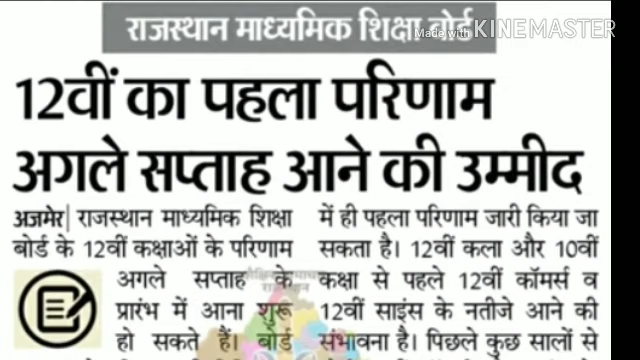 राजस्थान माध्यमिक शिक्षा बोर्ड
Made with KINEMASTER
12वीं का पहला परिणाम
अगले सप्ताह आने की उम्मीद
अजमेर| राजस्थान माध्यमिक शिक्षा
बोर्ड के 12वीं कक्षाओं के परिणाम
अगले सप्ताह के
प्रारंभ में आना शुरू
हो सकते हैं। बोर्ड
में ही पहला परिणाम जारी किया जा
सकता है। 12वीं कला और 10वीं
कक्षा से पहले 12वीं कॉमर्स व
12वीं साइंस के नतीजे आने की
संभावना है। पिछले कुछ सालों से